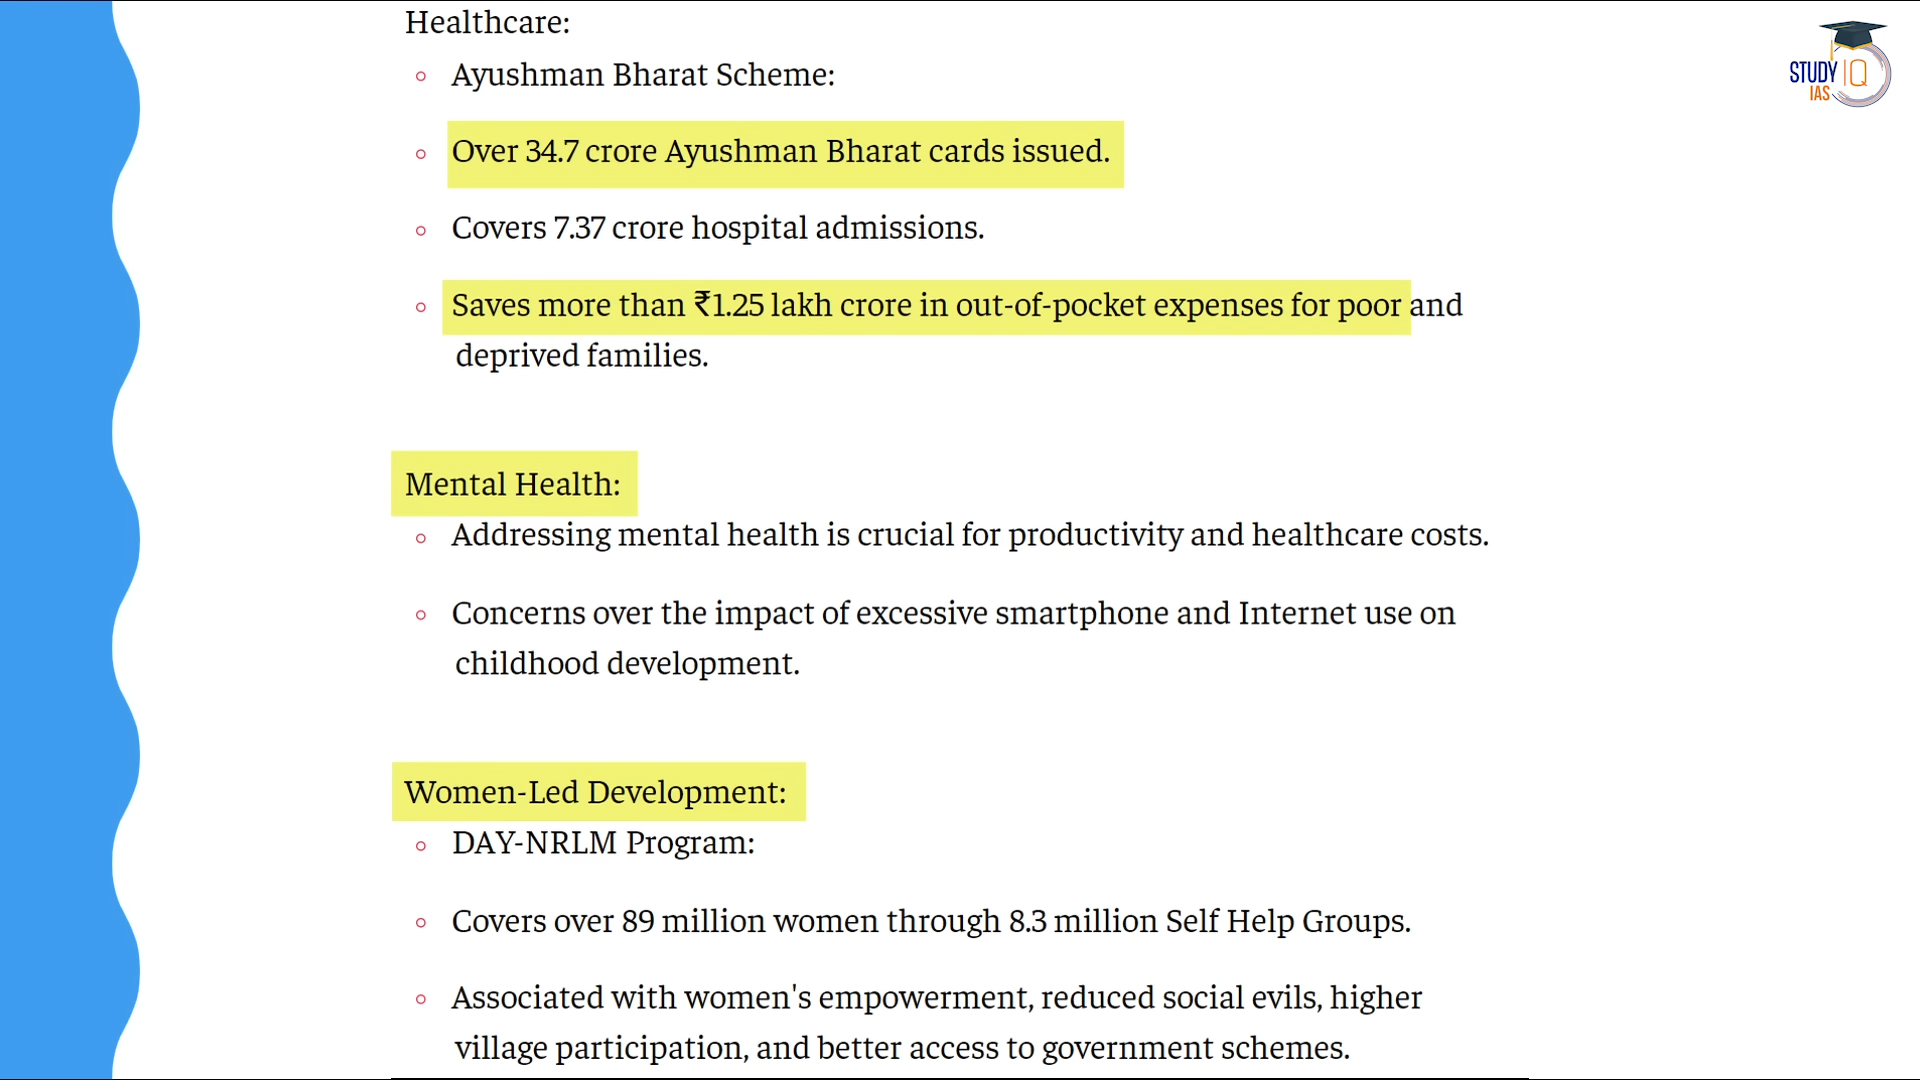 Healthcare:
STUDY IQ
IAS
Ayushman Bharat Scheme:
Over 34.7 crore Ayushman Bharat cards issued.
Covers 7.37 crore hospital admissions.
Saves more than ₹1.25 lakh crore in out-of-pocket expenses for poor and
deprived families.
Mental Health:
Addressing mental health is crucial for productivity and healthcare costs.
Concerns over the impact of excessive smartphone and Internet use on
childhood development.
Women-Led Development:
DAY-NRLM Program:
Covers over 89 million women through 8.3 million Self Help Groups.
Associated with women's empowerment, reduced social evils, higher
village participation, and better access to government schemes.